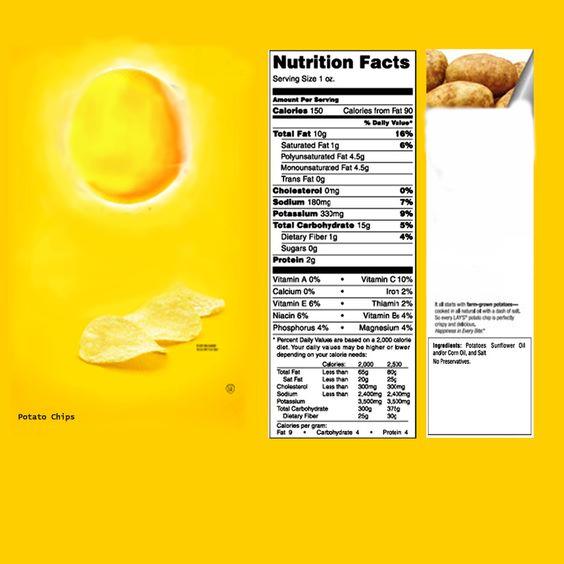 Potato Chips
Nutrition Facts
Serving Size 1 oz.
Amount Per Serving
Calories 150 Calories from Fat 90
% Daily Value*
Total Fat 10g 16%
Saturated Fat 1g 6%
Polyunsaturated Fat 4.5g
Monounsaturated Fat 4.5g
Trans Fat 0g
Cholesterol 0mg 0%
Sodium 180mg 7%
Potassium 330mg 9%
Total Carbohydrate 15g 5%
Dietary Fiber 1g 4%
Sugars 0g
Protein 2g
Vitamin A 0% • Vitamin C 10%
Calcium 0% • Iron 2%
Vitamin E 6% • Thiamin 2%
Niacin 6% • Vitamin B6 4%
Phosphorus 4% • Magnesium 4%
* Percent Daily Values are based on a 2,000 calorie
diet. Your daily values may be higher or lower
depending on your calorie needs:
Calories: 2,000 2,500
Total Fat Less than 65g 80g
Sat Fat Less than 20g 25g
Cholesterol Less than 300mg 300mg
Sodium Less than 2,400mg 2,400mg
Potassium 3,500mg 3,500mg
Total Carbohydrate 300g 375g
Dietary Fiber 25g 30g
Calories per gram:
Fat 9 • Carbohydrate 4 • Protein 4
It all starts with farm-grown potatoes—
cooked in all natural oil with a dash of salt.
So every LAY'S® potato chip is perfectly
crispy and delicious.
Happiness in Every Bite.™
Ingredients: Potatoes Sunflower Oil
and/or Corn Oil, and Salt
No Preservatives.